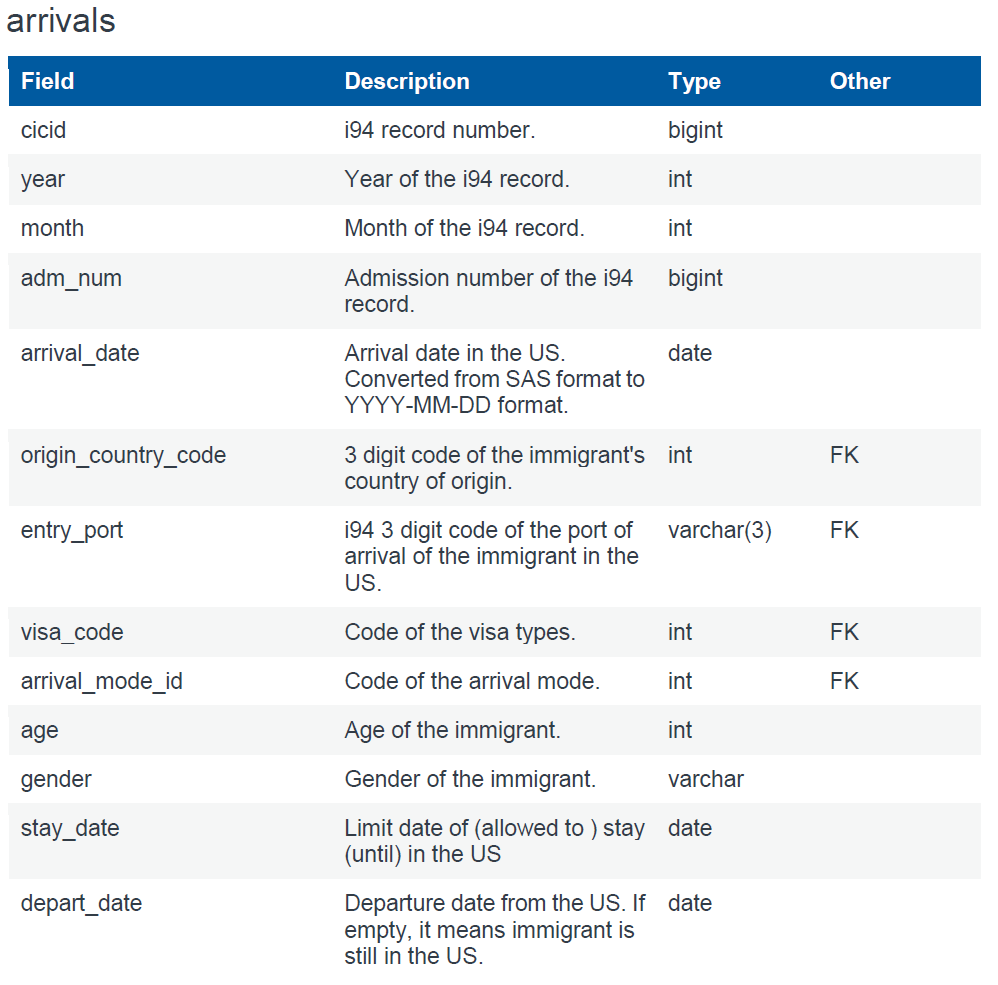 arrivals
Field Description Type Other
cicid i94 record number. bigint
year Year of the i94 record. int
month Month of the i94 record. int
adm_num Admission number of the i94 bigint
record.
arrival_date Arrival date in the US. date
Converted from SAS format to
YYYY-MM-DD format.
origin_country_code 3 digit code of the immigrant's int FK
country of origin.
entry_port i94 3 digit code of the port of varchar(3) FK
arrival of the immigrant in the
US.
visa_code Code of the visa types. int FK
arrival_mode_id Code of the arrival mode. int FK
age Age of the immigrant. int
gender Gender of the immigrant. varchar
stay_date Limit date of (allowed to ) stay date
(until) in the US
depart_date Departure date from the US. If date
empty, it means immigrant is
still in the US.